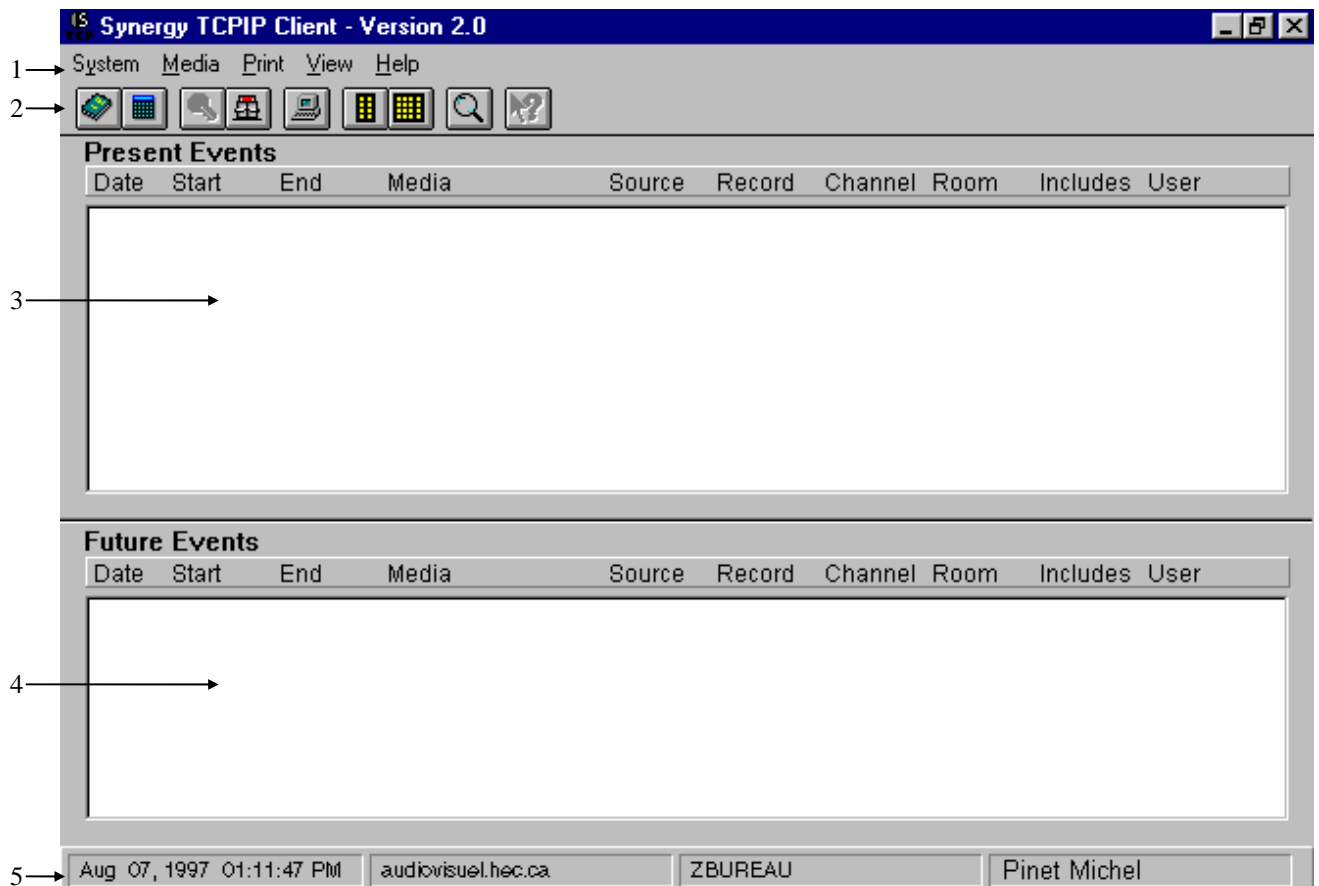 IS TCP Synergy TCPIP Client - Version 2.0
1 System Media Print View Help
2
Present Events
Date Start End Media Source Record Channel Room Includes User
3
Future Events
Date Start End Media Source Record Channel Room Includes User
4
5 Aug 07, 1997 01:11:47 PM audiovisuel.hec.ca ZBUREAU Pinet Michel